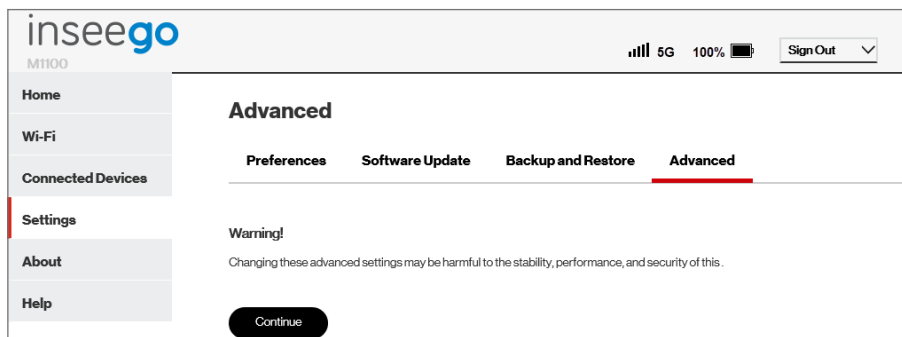 inseego
M1100
5G 100% Sign Out
Home
Wi-Fi
Connected Devices
Settings
About
Help
Advanced
Preferences Software Update Backup and Restore Advanced
Warning!
Changing these advanced settings may be harmful to the stability, performance, and security of this .
Continue